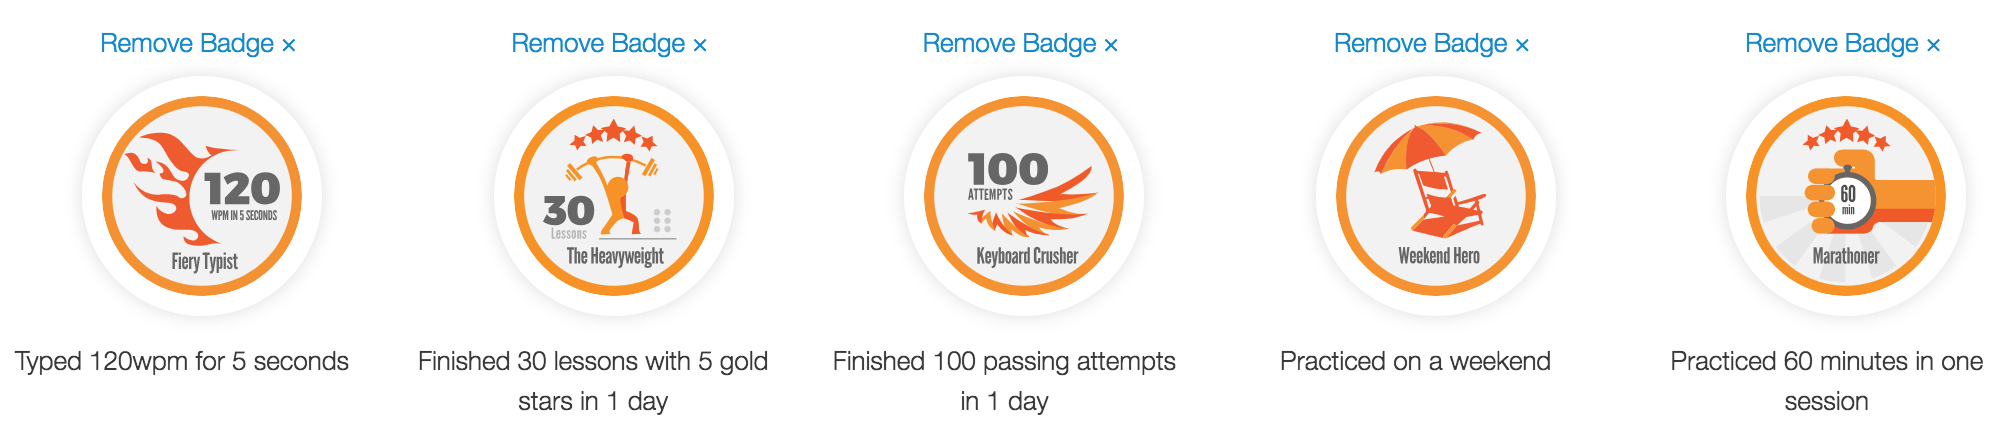 Remove Badge ×
Remove Badge ×
Remove Badge ×
Remove Badge ×
Remove Badge ×
120
WPM IN 5 SECONDS
Fiery Typist
30
Lessons
The Heavyweight
100
ATTEMPTS
Keyboard Crusher
Weekend Hero
60
min
Marathoner
Typed 120wpm for 5 seconds
Finished 30 lessons with 5 gold
stars in 1 day
Finished 100 passing attempts
in 1 day
Practiced on a weekend
Practiced 60 minutes in one
session